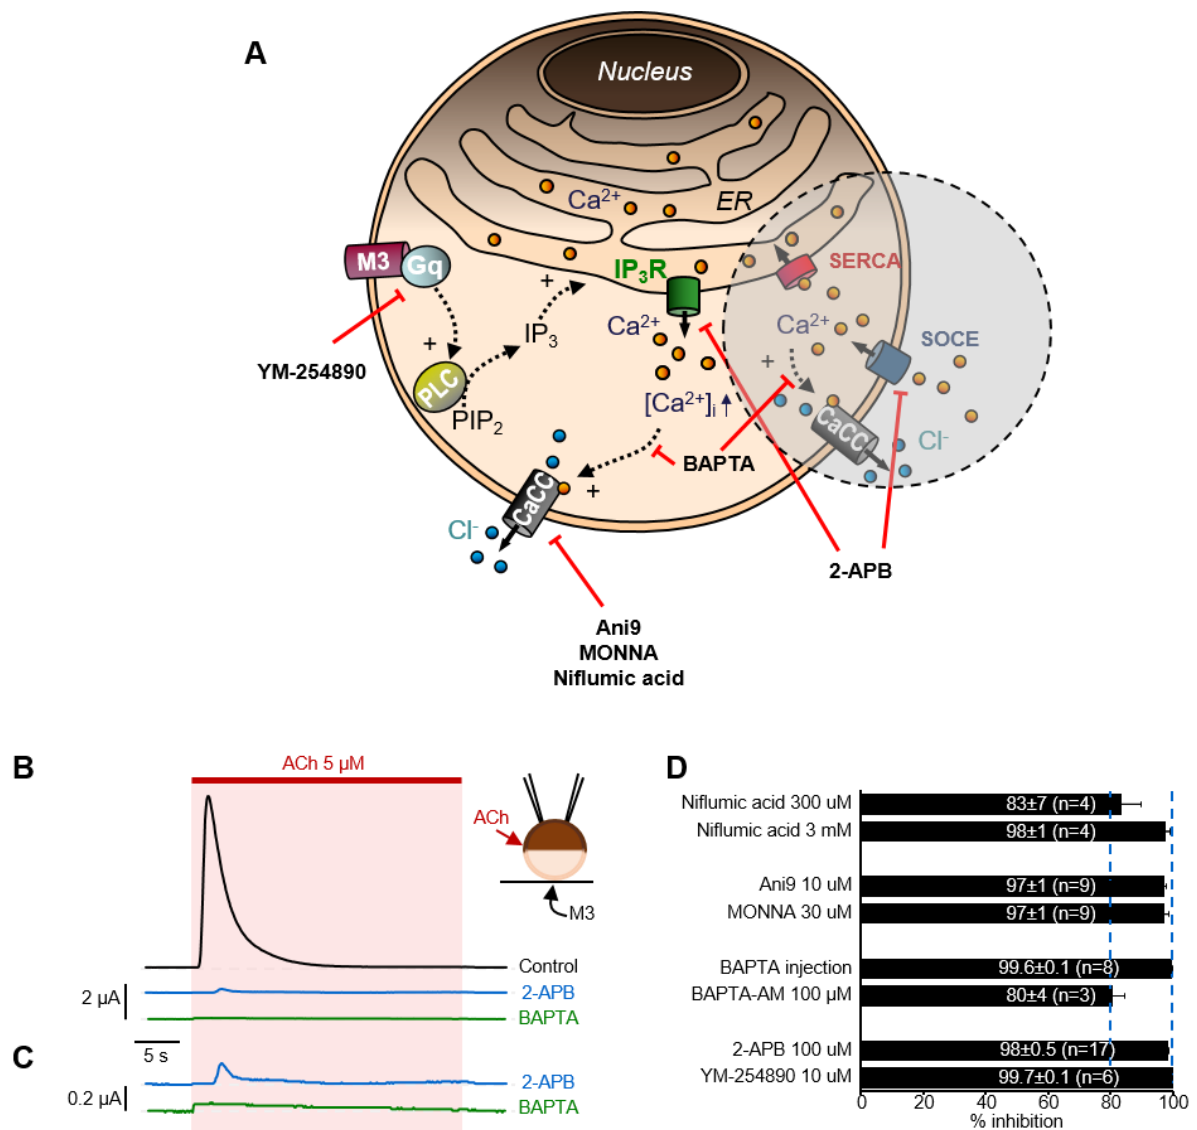 A
Nucleus
Ca²⁺
ER
M3
Gq
IP₃R
SERCA
+
Ca²⁺
Ca²⁺
SOCE
IP₃
+
+
YM-254890
PLC
PIP₂
[Ca²⁺]ᵢ
CaCC
Cl⁻
BAPTA
+
CaCC
Cl⁻
2-APB
Ani9
MONNA
Niflumic acid
B
ACh 5 µM
ACh
M3
Control
2-APB
2 µA
BAPTA
C
5 s
2-APB
0.2 µA
BAPTA
D
Niflumic acid 300 uM
83±7 (n=4)
Niflumic acid 3 mM
98±1 (n=4)
Ani9 10 uM
97±1 (n=9)
MONNA 30 uM
97±1 (n=9)
BAPTA injection
99.6±0.1 (n=8)
BAPTA-AM 100 µM
80±4 (n=3)
2-APB 100 uM
98±0.5 (n=17)
YM-254890 10 uM
99.7±0.1 (n=6)
0 20 40 60 80 100
% inhibition